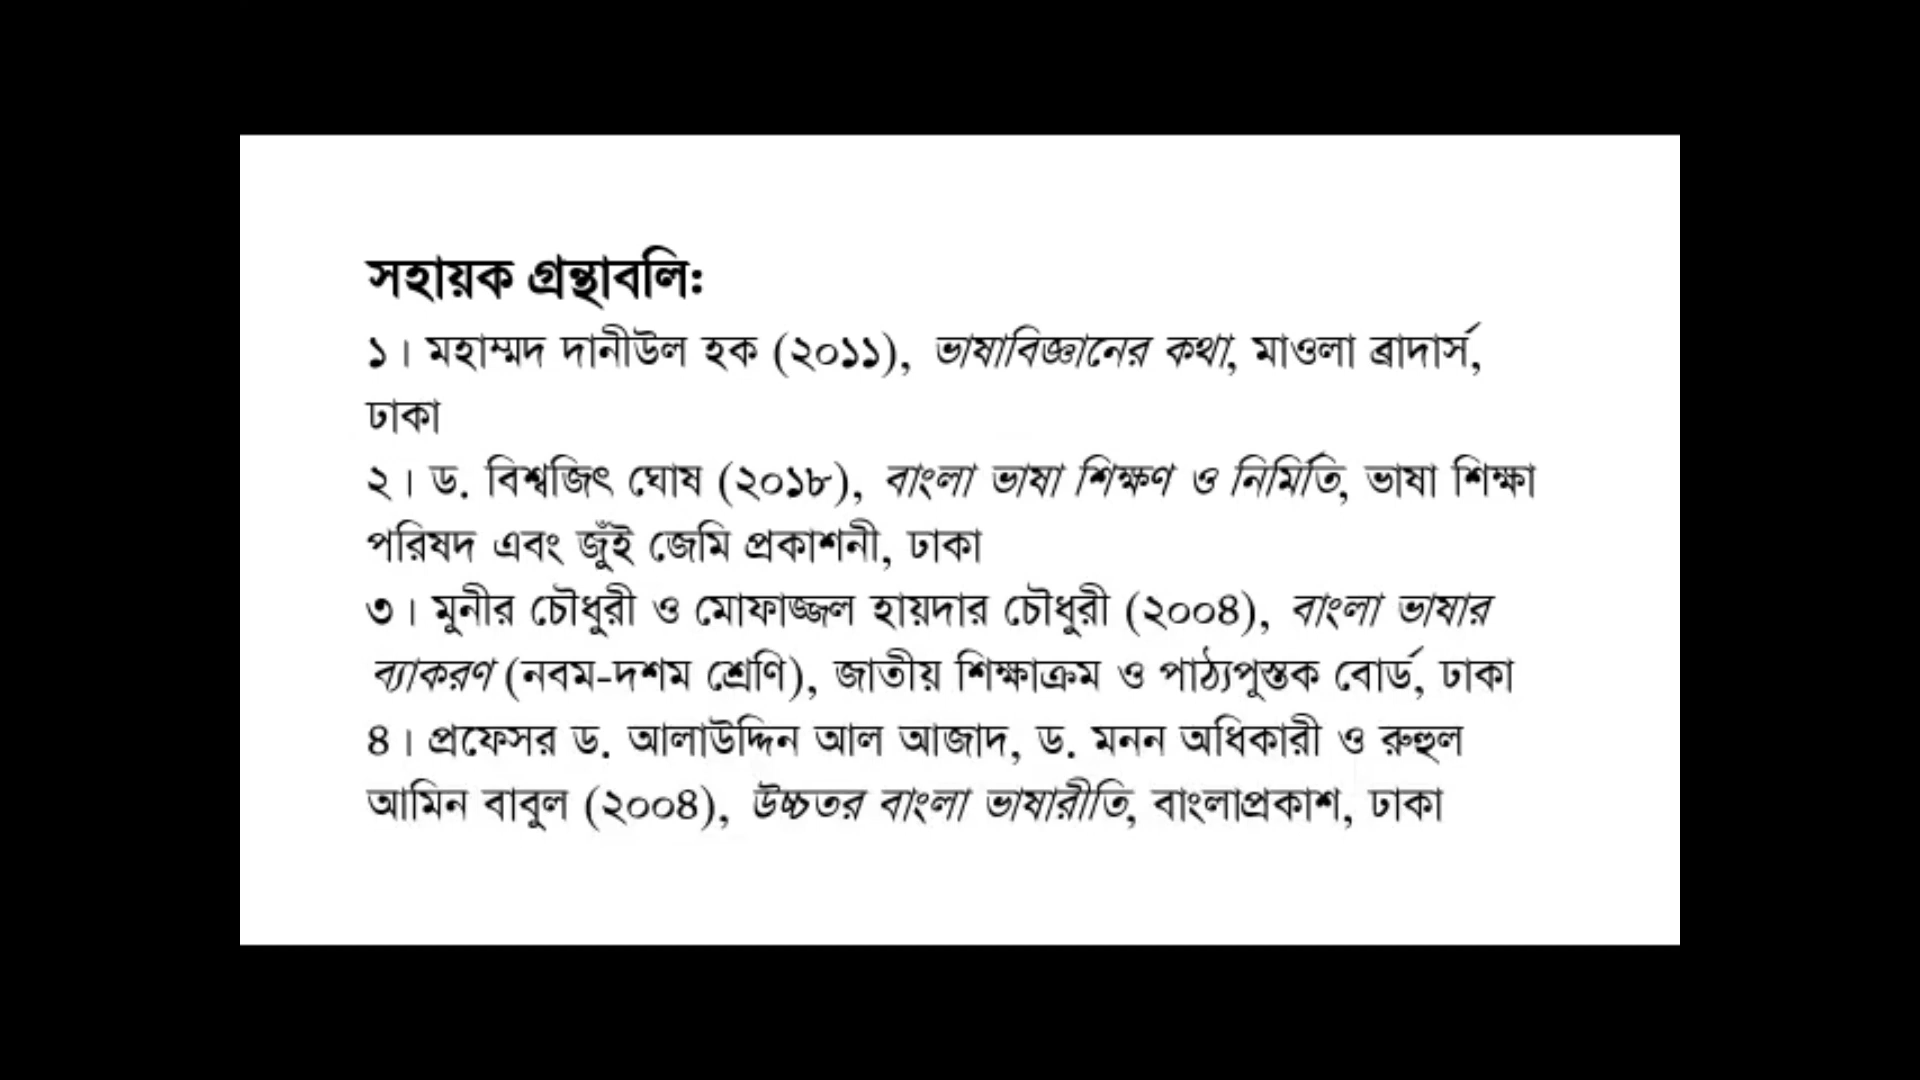 সহায়ক গ্রন্থাবলি:
১। মহাম্মদ দানীউল হক (২০১১), ভাষাবিজ্ঞানের কথা, মাওলা ব্রাদার্স,
ঢাকা
২। ড. বিশ্বজিৎ ঘোষ (২০১৮), বাংলা ভাষা শিক্ষণ ও নির্মিতি, ভাষা শিক্ষা
পরিষদ এবং জুঁই জেমি প্রকাশনী, ঢাকা
৩। মুনীর চৌধুরী ও মোফাজ্জল হায়দার চৌধুরী (২০০৪), বাংলা ভাষার
ব্যাকরণ (নবম-দশম শ্রেণি), জাতীয় শিক্ষাক্রম ও পাঠ্যপুস্তক বোর্ড, ঢাকা
৪। প্রফেসর ড. আলাউদ্দিন আল আজাদ, ড. মনন অধিকারী ও রুহুল
আমিন বাবুল (২০০৪), উচ্চতর বাংলা ভাষারীতি, বাংলাপ্রকাশ, ঢাকা